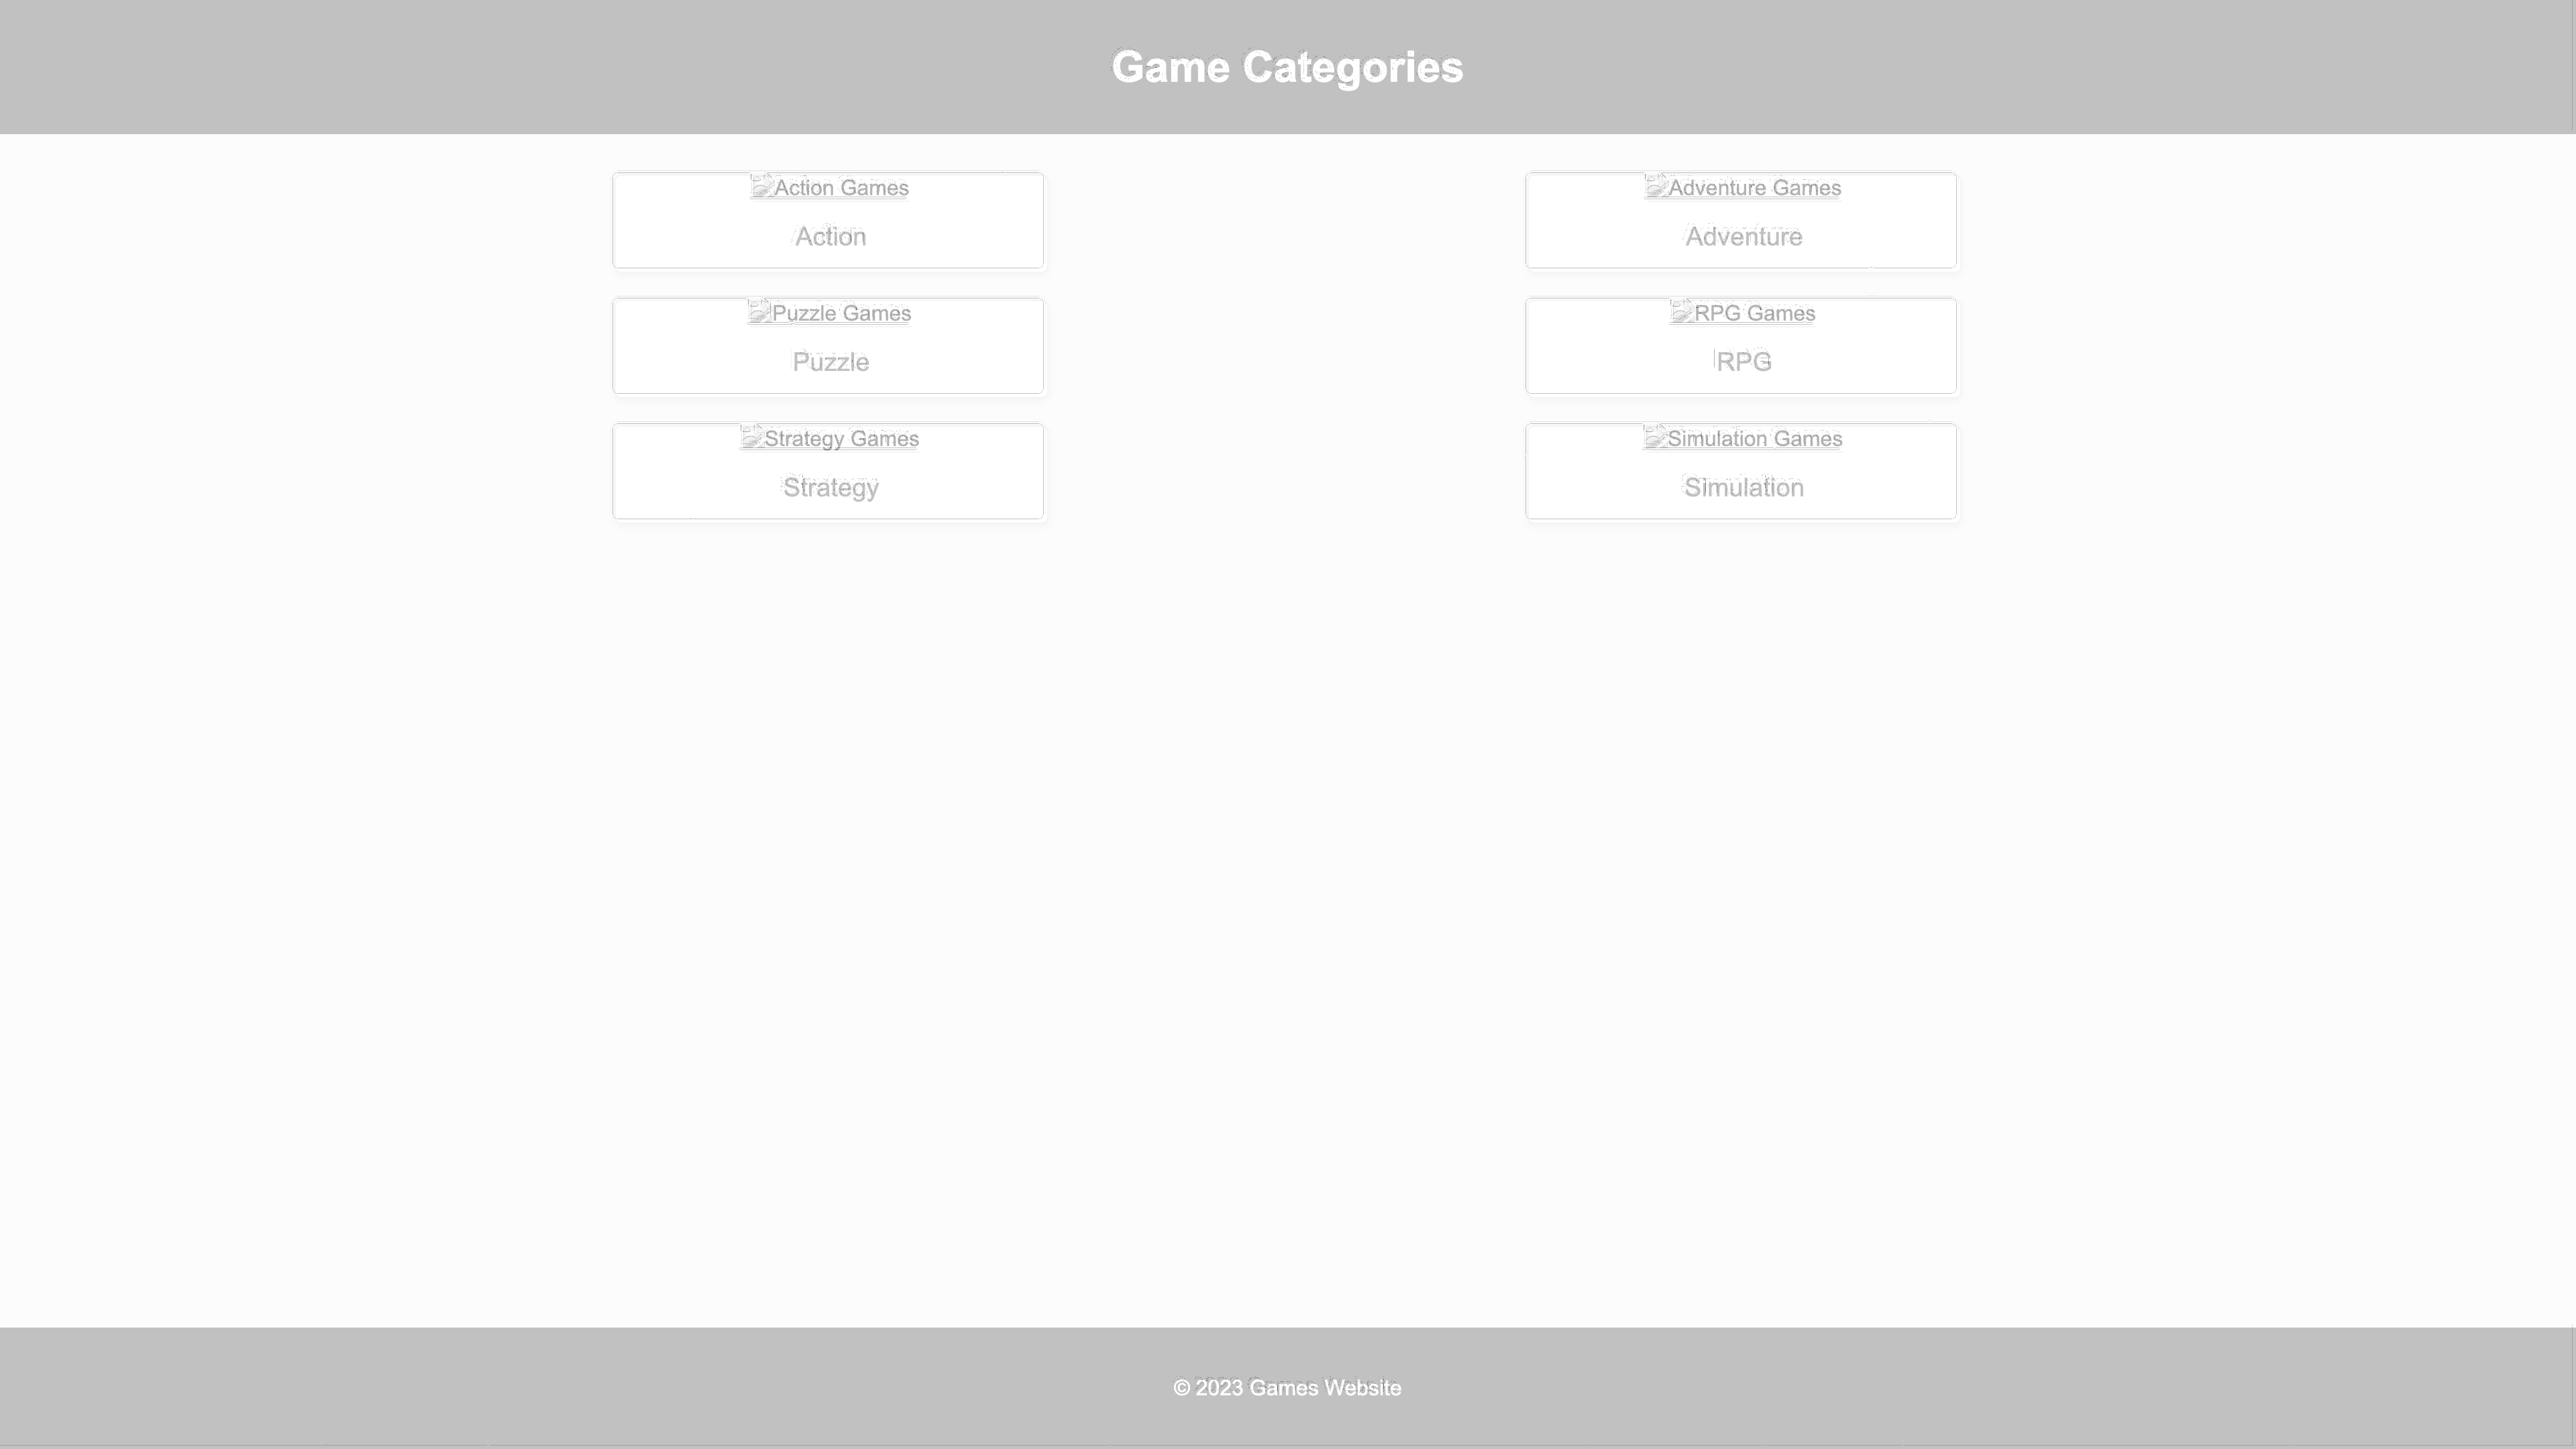 Game Categories
Action Games
Action
Adventure Games
Adventure
Puzzle Games
Puzzle
RPG Games
RPG
Strategy Games
Strategy
Simulation Games
Simulation
© 2023 Games Website